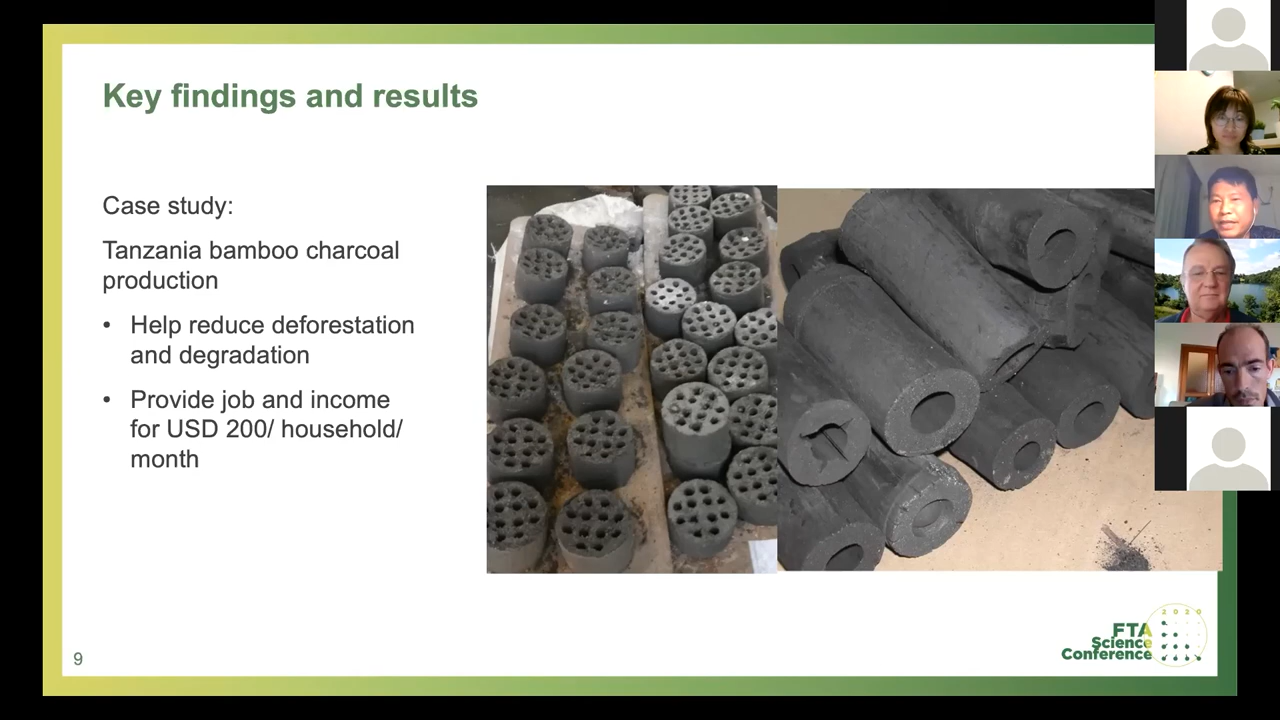 Key findings and results
Case study:
Tanzania bamboo charcoal
production
• Help reduce deforestation
and degradation
• Provide job and income
for USD 200/ household/
month
2020
FTA
Science
Conference
9